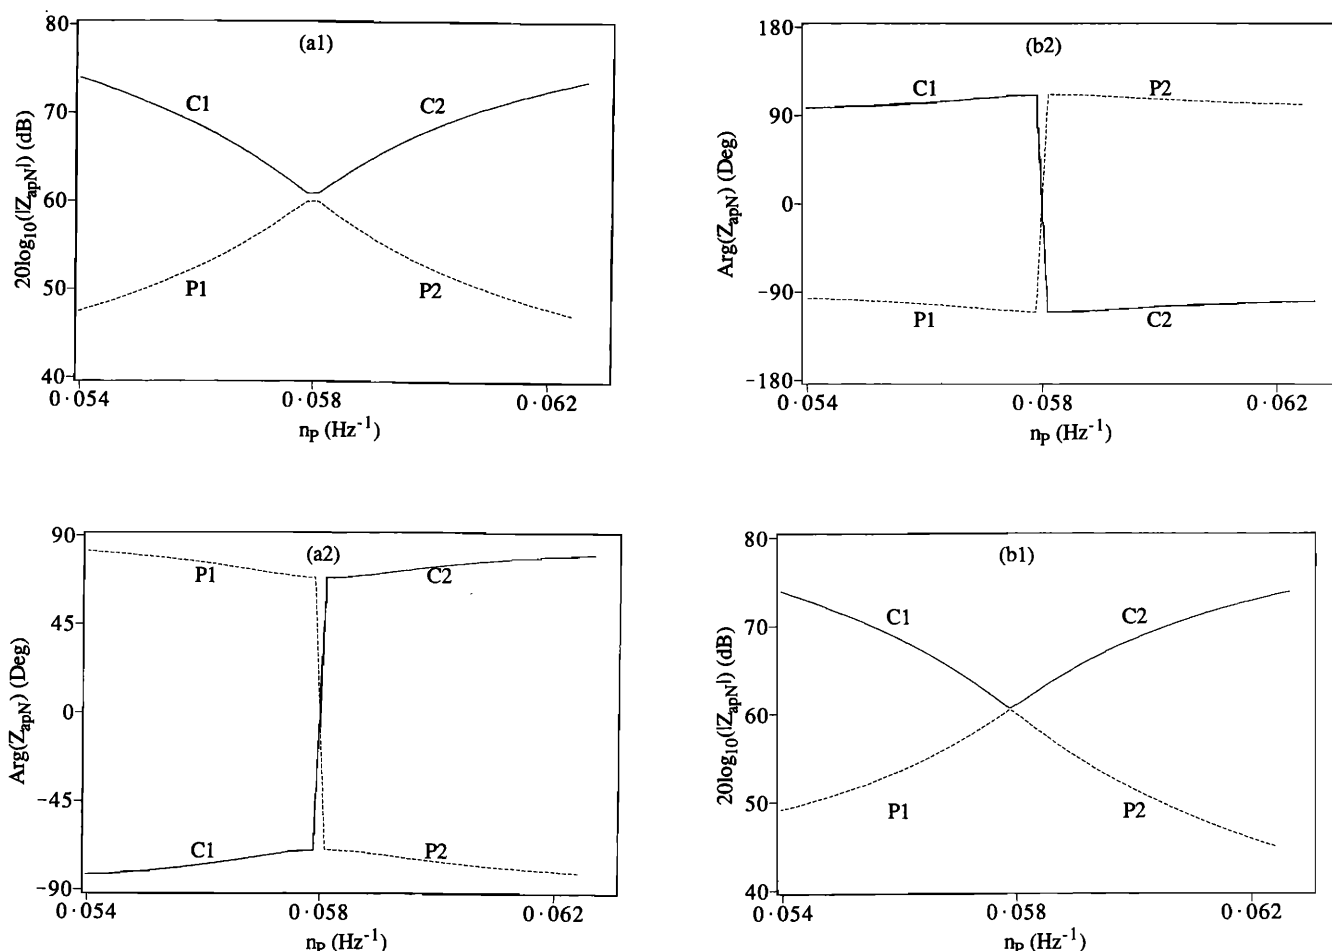 (a1)
80
70
60
50
40
20log10(|ZapN|) (dB)
C1
C2
P1
P2
0·054
0·058
0·062
nP (Hz-1)
(b2)
180
90
0
-90
-180
Arg(ZapN) (Deg)
C1
P2
P1
C2
0·054
0·058
0·062
nP (Hz-1)
(a2)
90
45
0
-45
-90
Arg(ZapN) (Deg)
P1
C2
C1
P2
0·054
0·058
0·062
nP (Hz-1)
(b1)
80
70
60
50
40
20log10(|ZapN|) (dB)
C1
C2
P1
P2
0·054
0·058
0·062
nP (Hz-1)